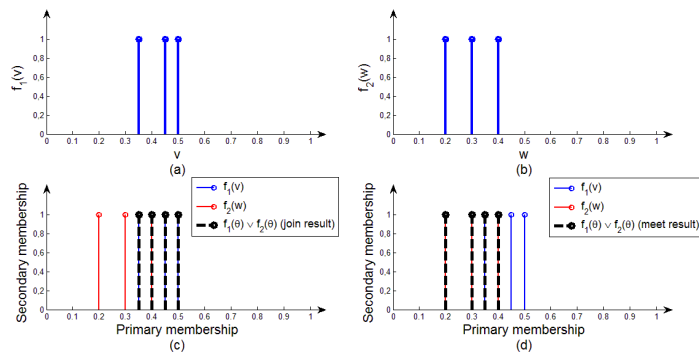 f₁(v)
1
0.8
0.6
0.4
0.2
0
0 0.1 0.2 0.3 0.4 0.5 0.6 0.7 0.8 0.9 1
v
(a)
f₂(w)
1
0,8
0,6
0,4
0,2
0
0 0.1 0.2 0.3 0.4 0.5 0.6 0.7 0.8 0.9 1
w
(b)
f₁(v)
f₂(w)
f₁(θ) ∨ f₂(θ) (join result)
Secondary membership
1
0,8
0,6
0,4
0,2
0
0 0.1 0.2 0.3 0.4 0.5 0.6 0.7 0.8 0.9 1
Primary membership
(c)
f₁(v)
f₂(w)
f₁(θ) ∨ f₂(θ) (meet result)
Secondary membership
1
0,8
0,6
0,4
0,2
0
0 0.1 0.2 0.3 0.4 0.5 0.6 0.7 0.8 0.9 1
Primary membership
(d)